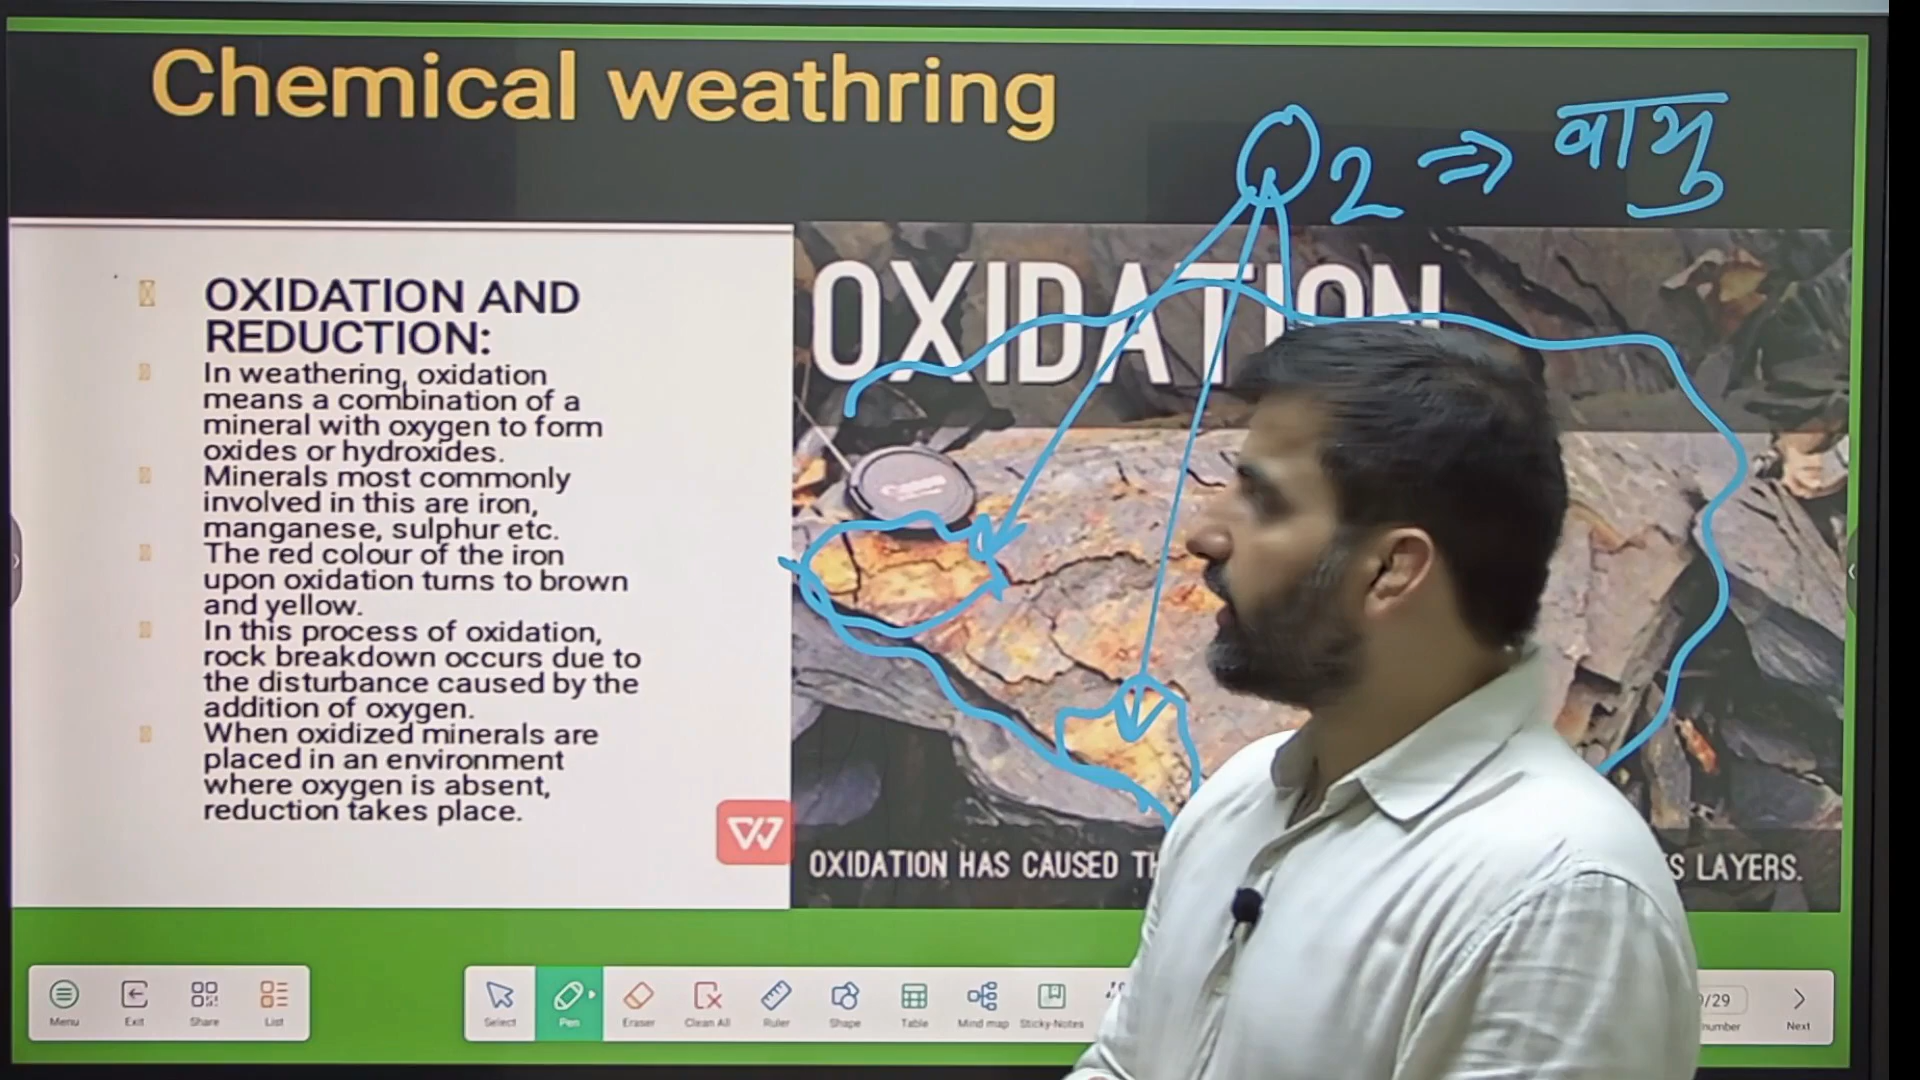 Chemical weathring
O2 ⇒ वायु
OXIDATION AND
REDUCTION:
In weathering, oxidation
means a combination of a
mineral with oxygen to form
oxides or hydroxides.
Minerals most commonly
involved in this are iron,
manganese, sulphur etc.
The red colour of the iron
upon oxidation turns to brown
and yellow.
In this process of oxidation,
rock breakdown occurs due to
the disturbance caused by the
addition of oxygen.
When oxidized minerals are
placed in an environment
where oxygen is absent,
reduction takes place.
OXIDATION
OXIDATION HAS CAUSED LAYERS.
Menu Exit Share List Select Pen Eraser Clean All Ruler Shape Table Mind map Sticky-Notes /29 number Next